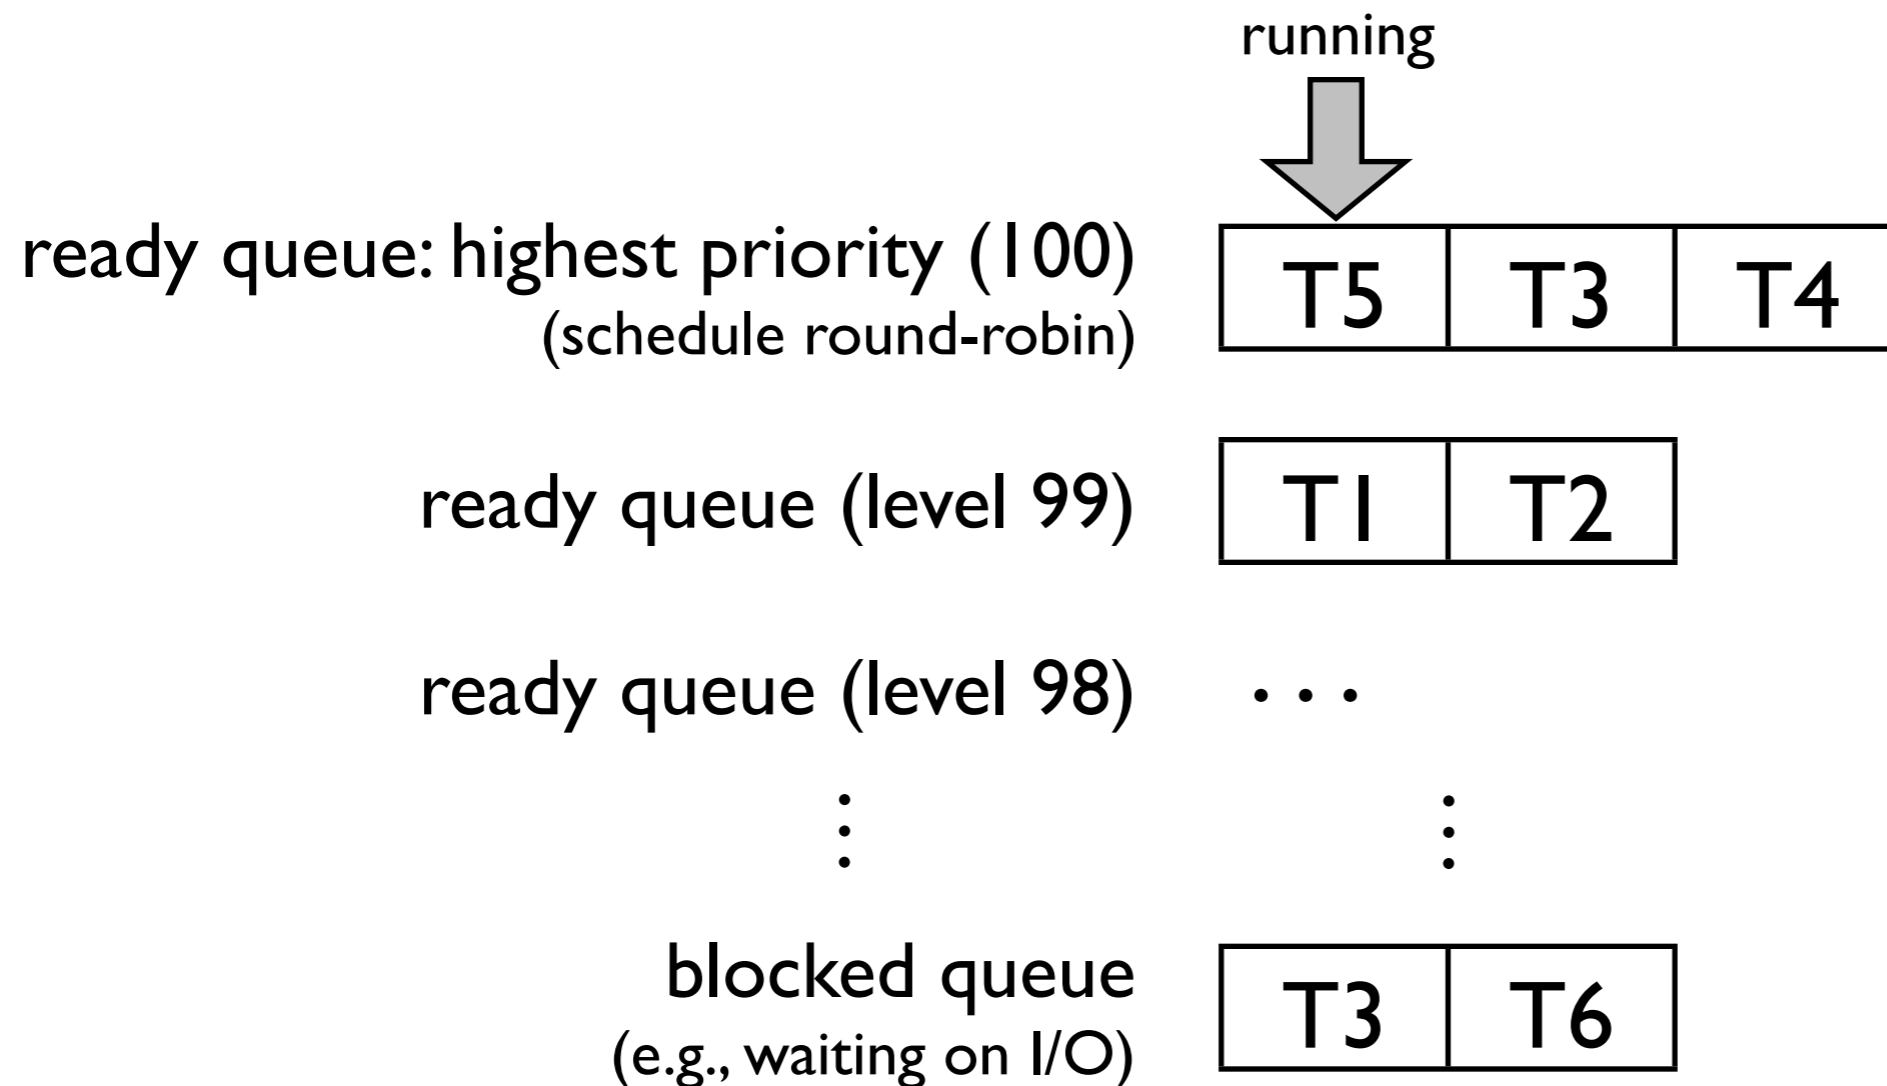 running
ready queue: highest priority (100)
(schedule round-robin)
T5 T3 T4
ready queue (level 99)
T1 T2
ready queue (level 98) . . .
blocked queue
(e.g., waiting on I/O)
T3 T6